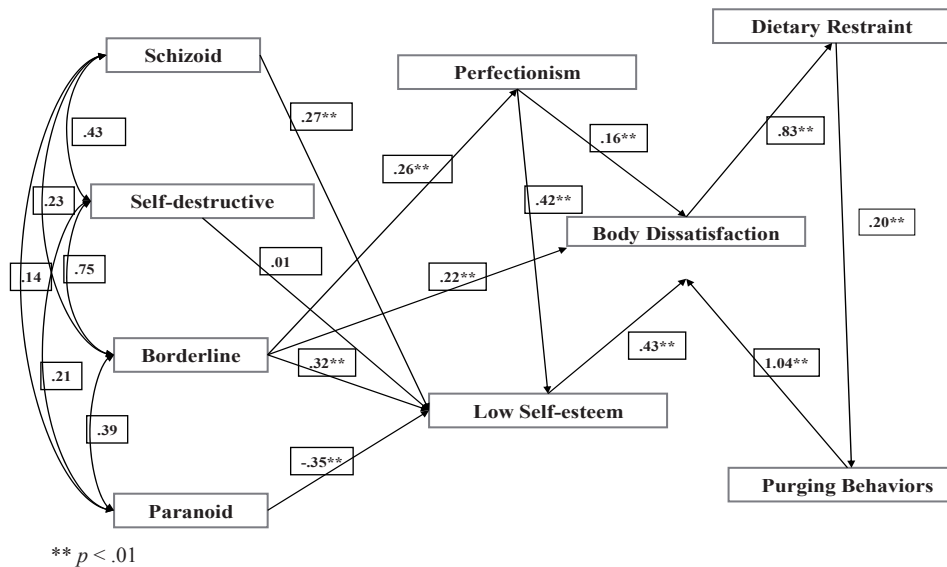 Dietary Restraint
Schizoid
Perfectionism
.27**
.43
.16**
.83**
.26**
.23
Self-destructive
.42**
.20**
Body Dissatisfaction
.14
.75
.01
.22**
Borderline
.21
.32**
.43**
1.04**
Low Self-esteem
.39
-.35**
Purging Behaviors
Paranoid
** p < .01